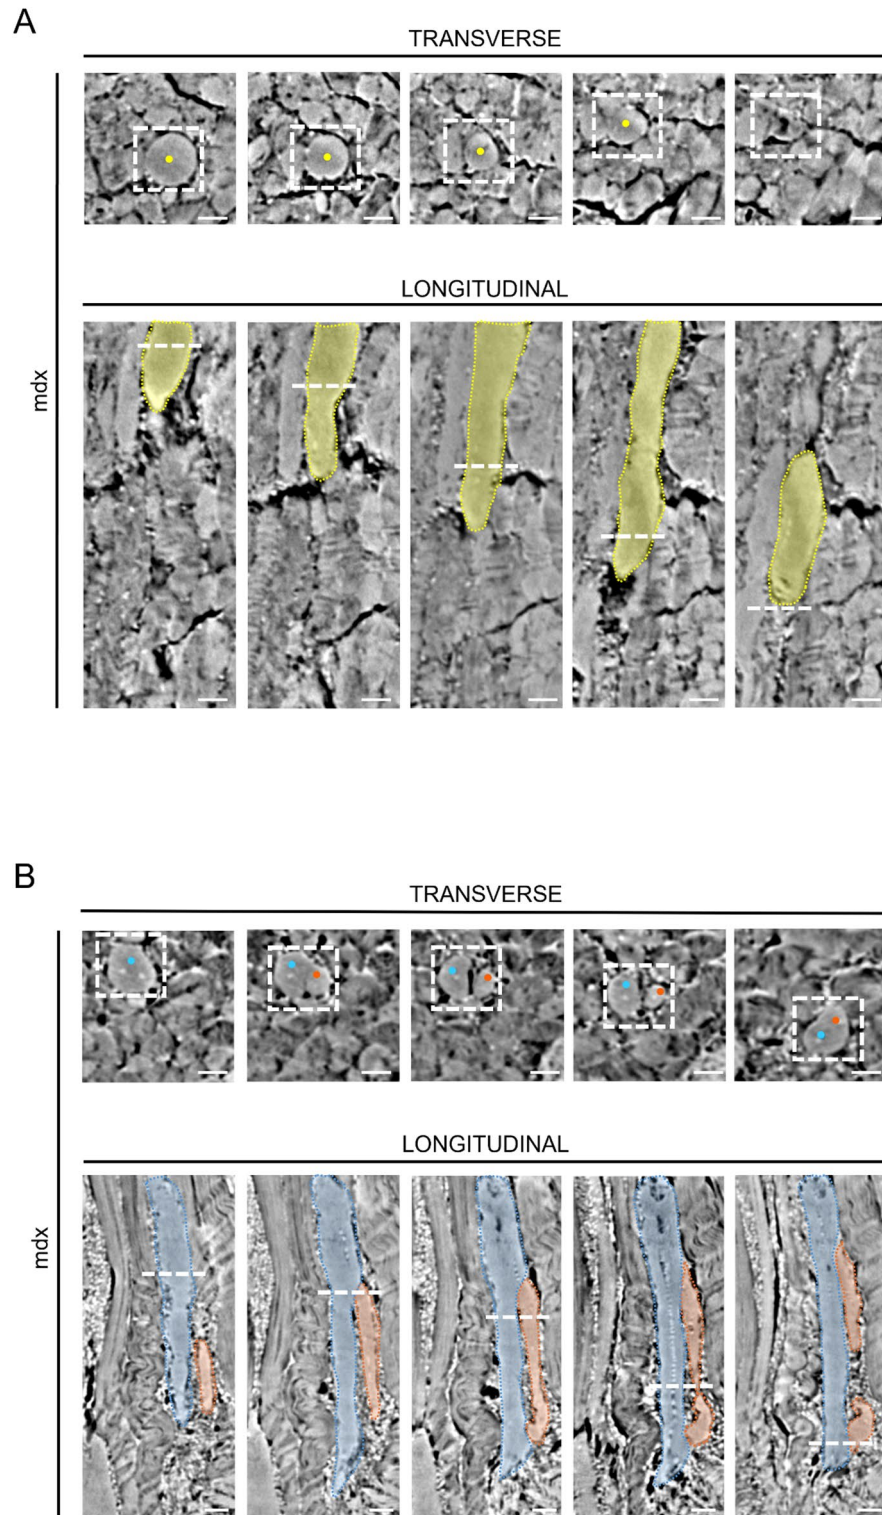 A
TRANSVERSE
mdx
LONGITUDINAL
B
TRANSVERSE
mdx
LONGITUDINAL